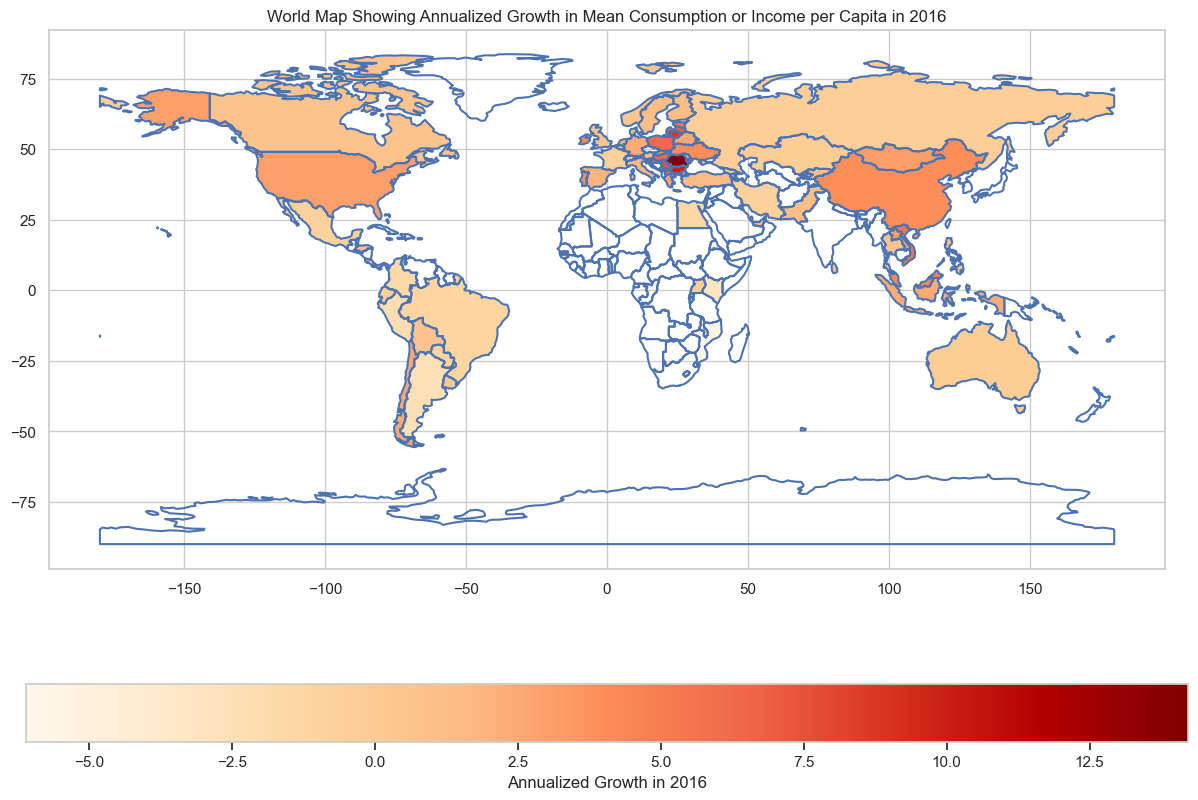 World Map Showing Annualized Growth in Mean Consumption or Income per Capita in 2016
75
50
25
0
−25
−50
−75
−150 −100 −50 0 50 100 150
−5.0 −2.5 0.0 2.5 5.0 7.5 10.0 12.5
Annualized Growth in 2016